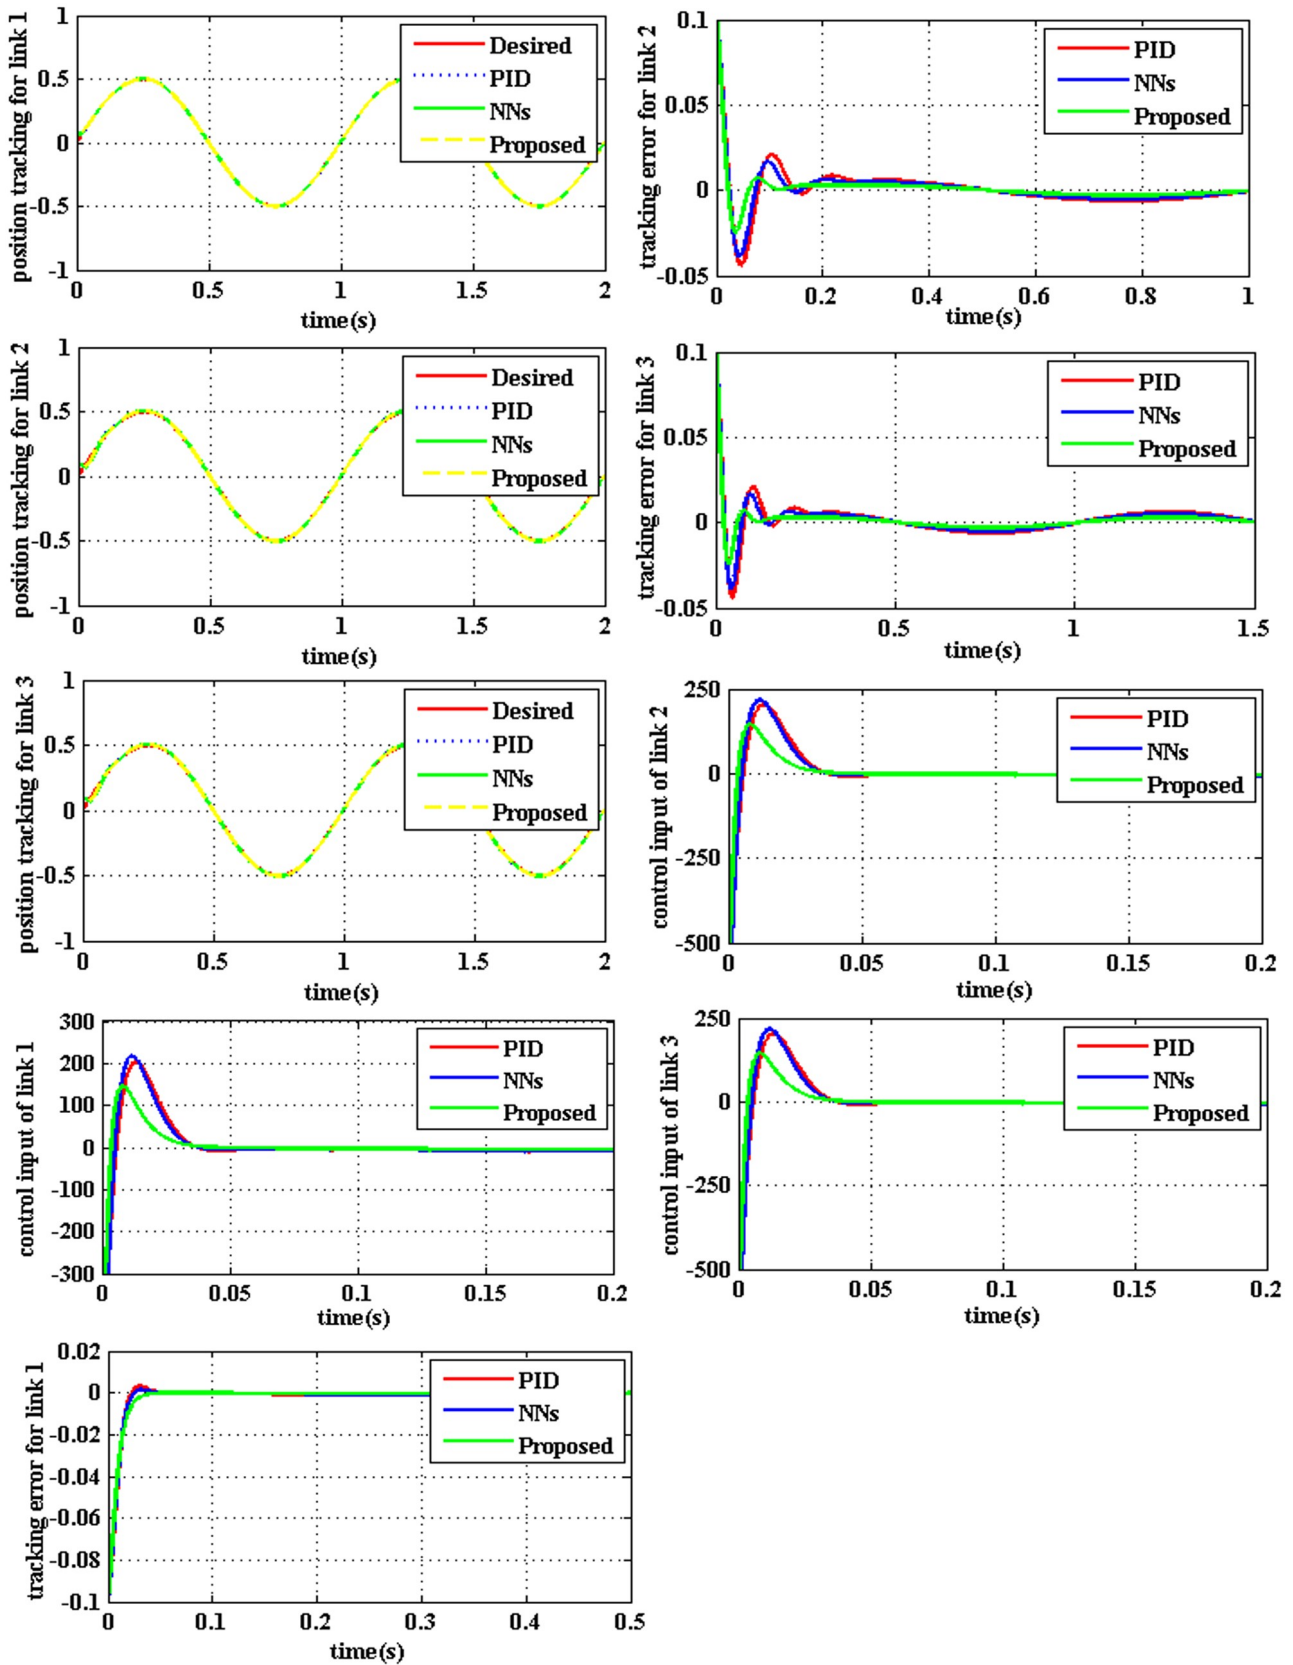 position tracking for link 1
1
0.5
0
-0.5
-1
0 0.5 1 1.5 2
time(s)
Desired
PID
NNs
Proposed
tracking error for link 2
0.1
0.05
0
-0.05
0 0.2 0.4 0.6 0.8 1
time(s)
PID
NNs
Proposed
position tracking for link 2
1
0.5
0
-0.5
-1
0 0.5 1 1.5 2
time(s)
Desired
PID
NNs
Proposed
tracking error for link 3
0.1
0.05
0
-0.05
0 0.5 1 1.5
time(s)
PID
NNs
Proposed
position tracking for link 3
1
0.5
0
-0.5
-1
0 0.5 1 1.5 2
time(s)
Desired
PID
NNs
Proposed
control input of link 2
250
0
-250
-500
0 0.05 0.1 0.15 0.2
time(s)
PID
NNs
Proposed
control input of link 1
300
200
100
0
-100
-200
-300
0 0.05 0.1 0.15 0.2
time(s)
PID
NNs
Proposed
control input of link 3
250
0
-250
-500
0 0.05 0.1 0.15 0.2
time(s)
PID
NNs
Proposed
tracking error for link 1
0.02
0
-0.02
-0.04
-0.06
-0.08
-0.1
0 0.1 0.2 0.3 0.4 0.5
time(s)
PID
NNs
Proposed